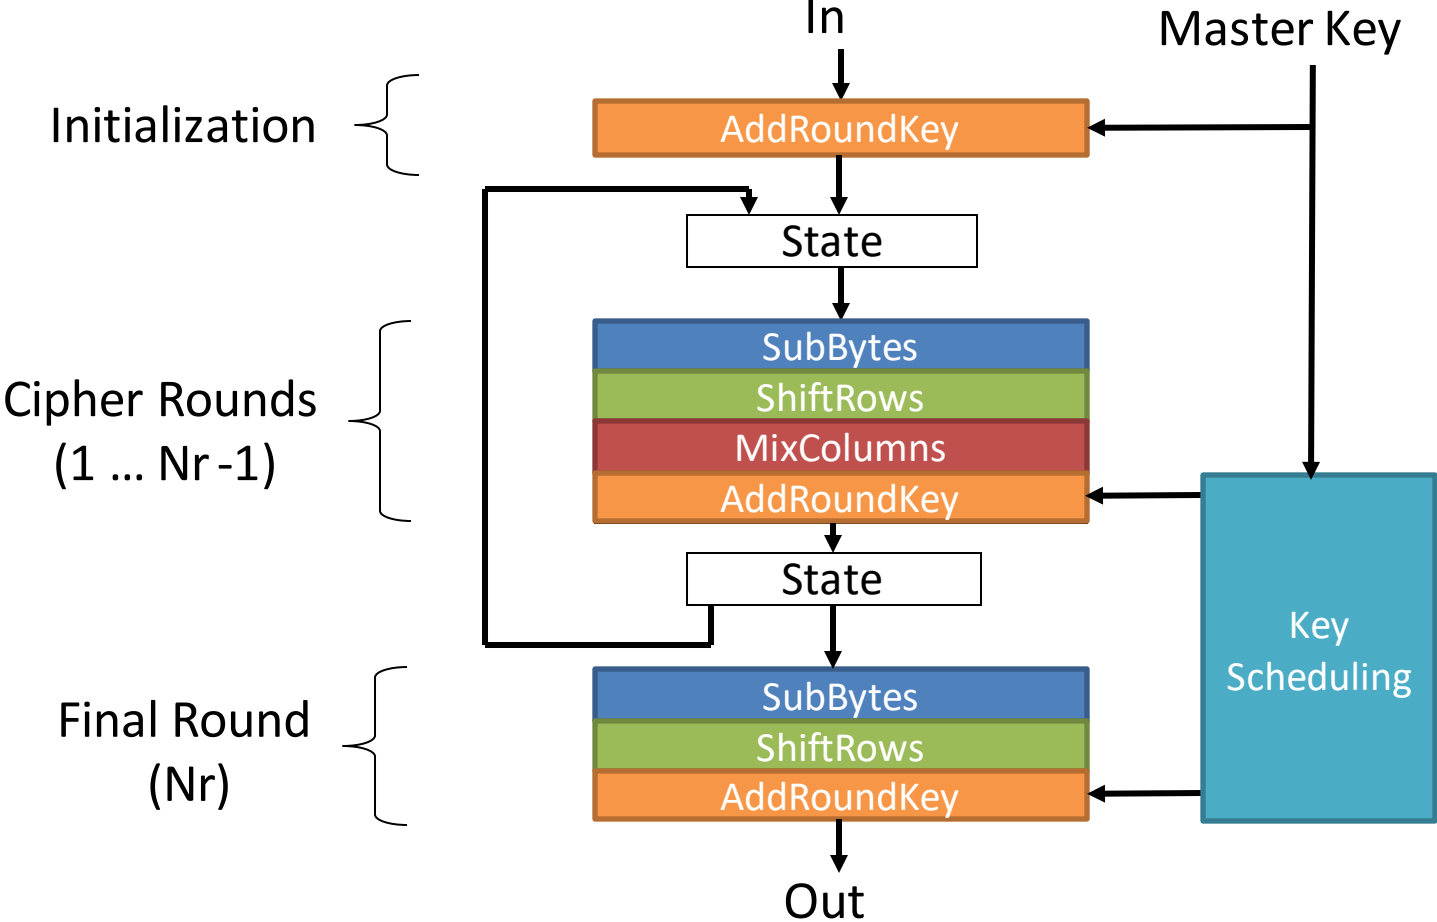 In
Master Key
Initialization
AddRoundKey
State
SubBytes
ShiftRows
Cipher Rounds
(1 ... Nr -1)
MixColumns
AddRoundKey
State
Key
Scheduling
SubBytes
Final Round
(Nr)
ShiftRows
AddRoundKey
Out